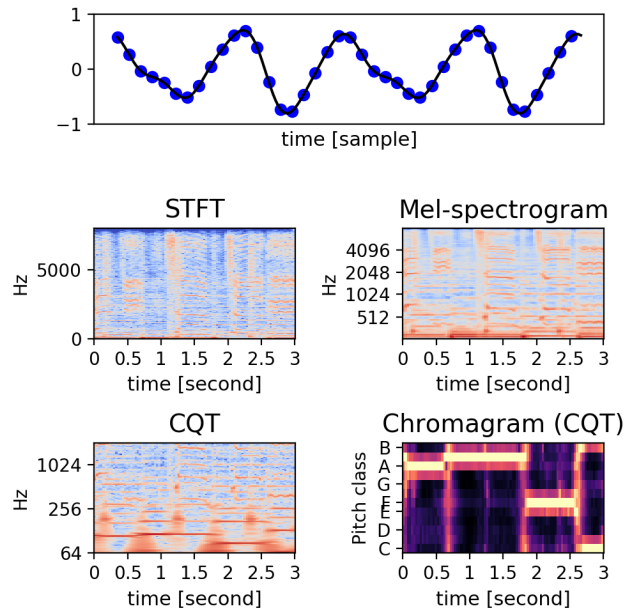 1
0
−1
time [sample]
STFT
Hz
5000
0
0 0.5 1 1.5 2 2.5 3
time [second]
Mel-spectrogram
Hz
4096
2048
1024
512
0 0.5 1 1.5 2 2.5 3
time [second]
CQT
Hz
1024
256
64
0 0.5 1 1.5 2 2.5 3
time [second]
Chromagram (CQT)
Pitch class
B
A
G
F
E
D
C
0 0.5 1 1.5 2 2.5 3
time [second]